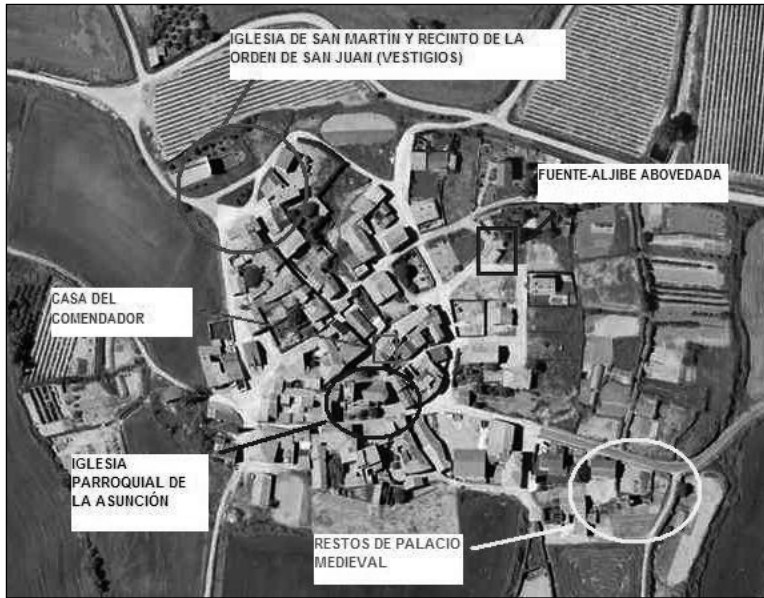 IGLESIA DE SAN MARTÍN Y RECINTO DE LA
ORDEN DE SAN JUAN (VESTIGIOS)
FUENTE-ALJIBE ABOVEDADA
CASA DEL
COMENDADOR
IGLESIA
PARROQUIAL DE
LA ASUNCIÓN
RESTOS DE PALACIO
MEDIEVAL